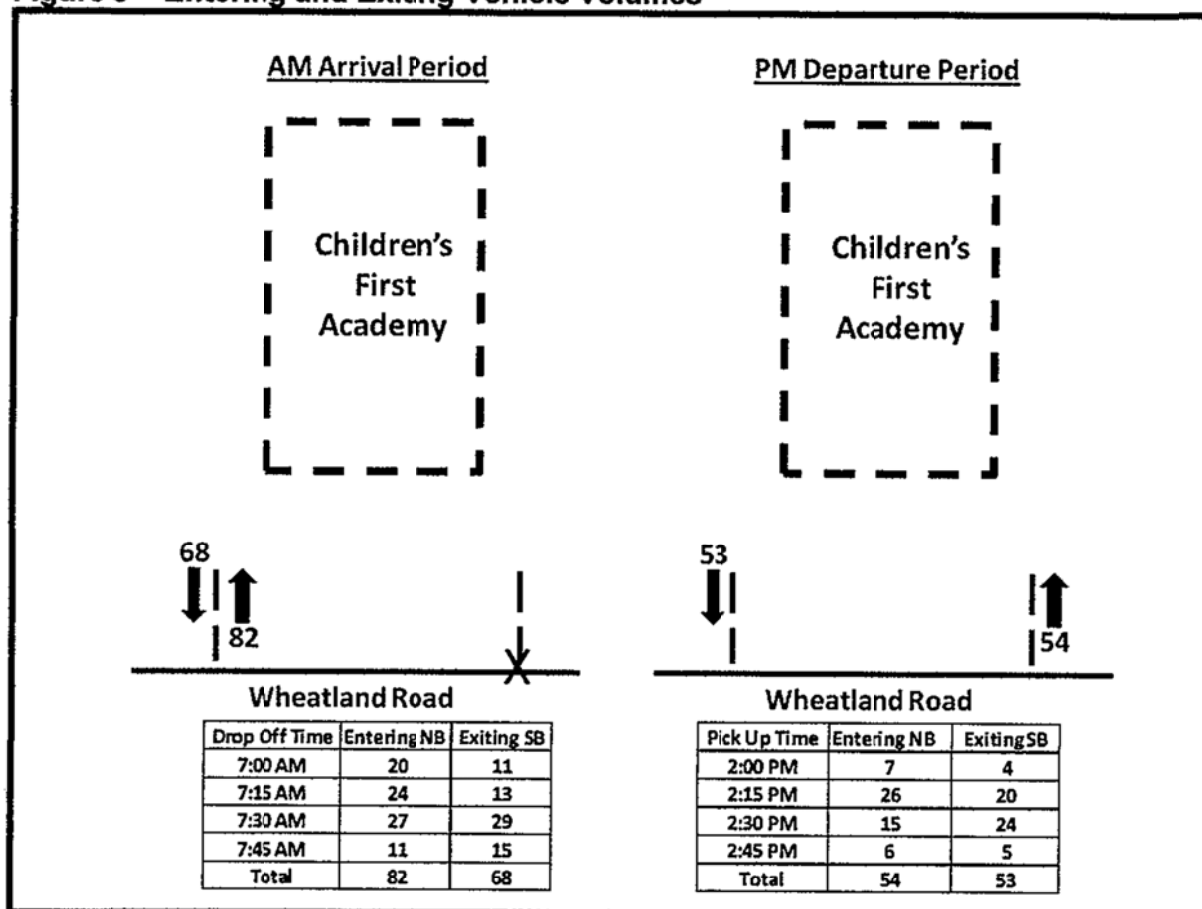 AM Arrival Period
Children's
First
Academy
68
82
Wheatland Road
Drop Off Time Entering NB Exiting SB
7:00 AM 20 11
7:15 AM 24 13
7:30 AM 27 29
7:45 AM 11 15
Total 82 68
PM Departure Period
Children's
First
Academy
53
54
Wheatland Road
Pick Up Time Entering NB Exiting SB
2:00 PM 7 4
2:15 PM 26 20
2:30 PM 15 24
2:45 PM 6 5
Total 54 53